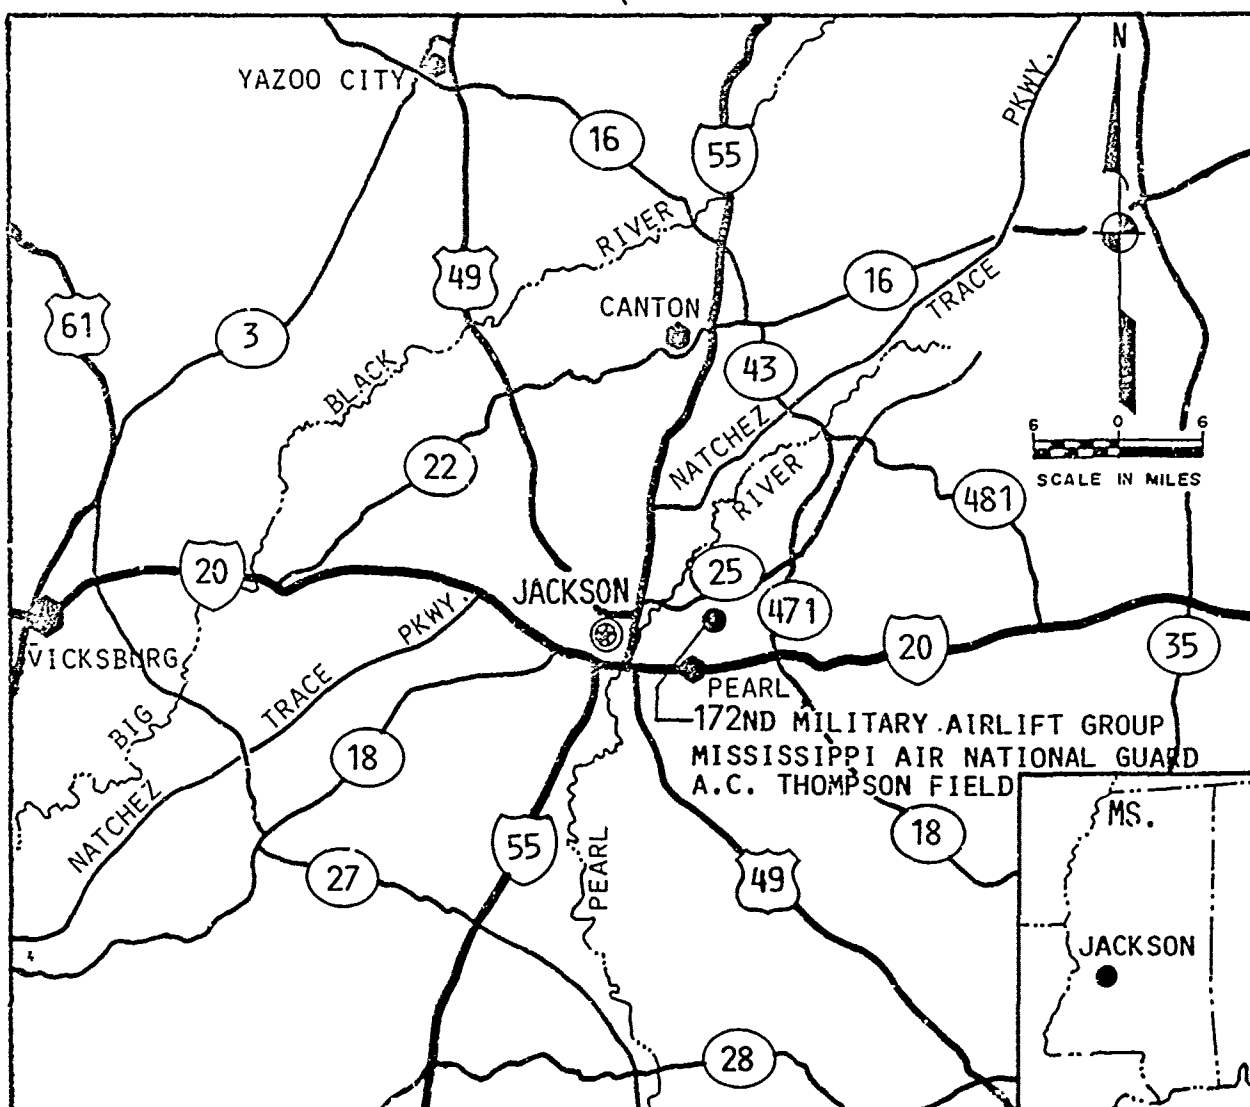 N
YAZOO CITY
PKWY.
16
55
RIVER
49
16
CANTON
TRACE
61
3
43
BLACK
6 0 6
SCALE IN MILES
NATCHEZ
22
RIVER
481
20
25
JACKSON
471
PKWY.
20
35
VICKSBURG
PEARL
TRACE
BIG
172ND MILITARY AIRLIFT GROUP
MISSISSIPPI AIR NATIONAL GUARD
A.C. THOMPSON FIELD
18
NATCHEZ
MS.
18
55
PEARL
49
27
JACKSON
28